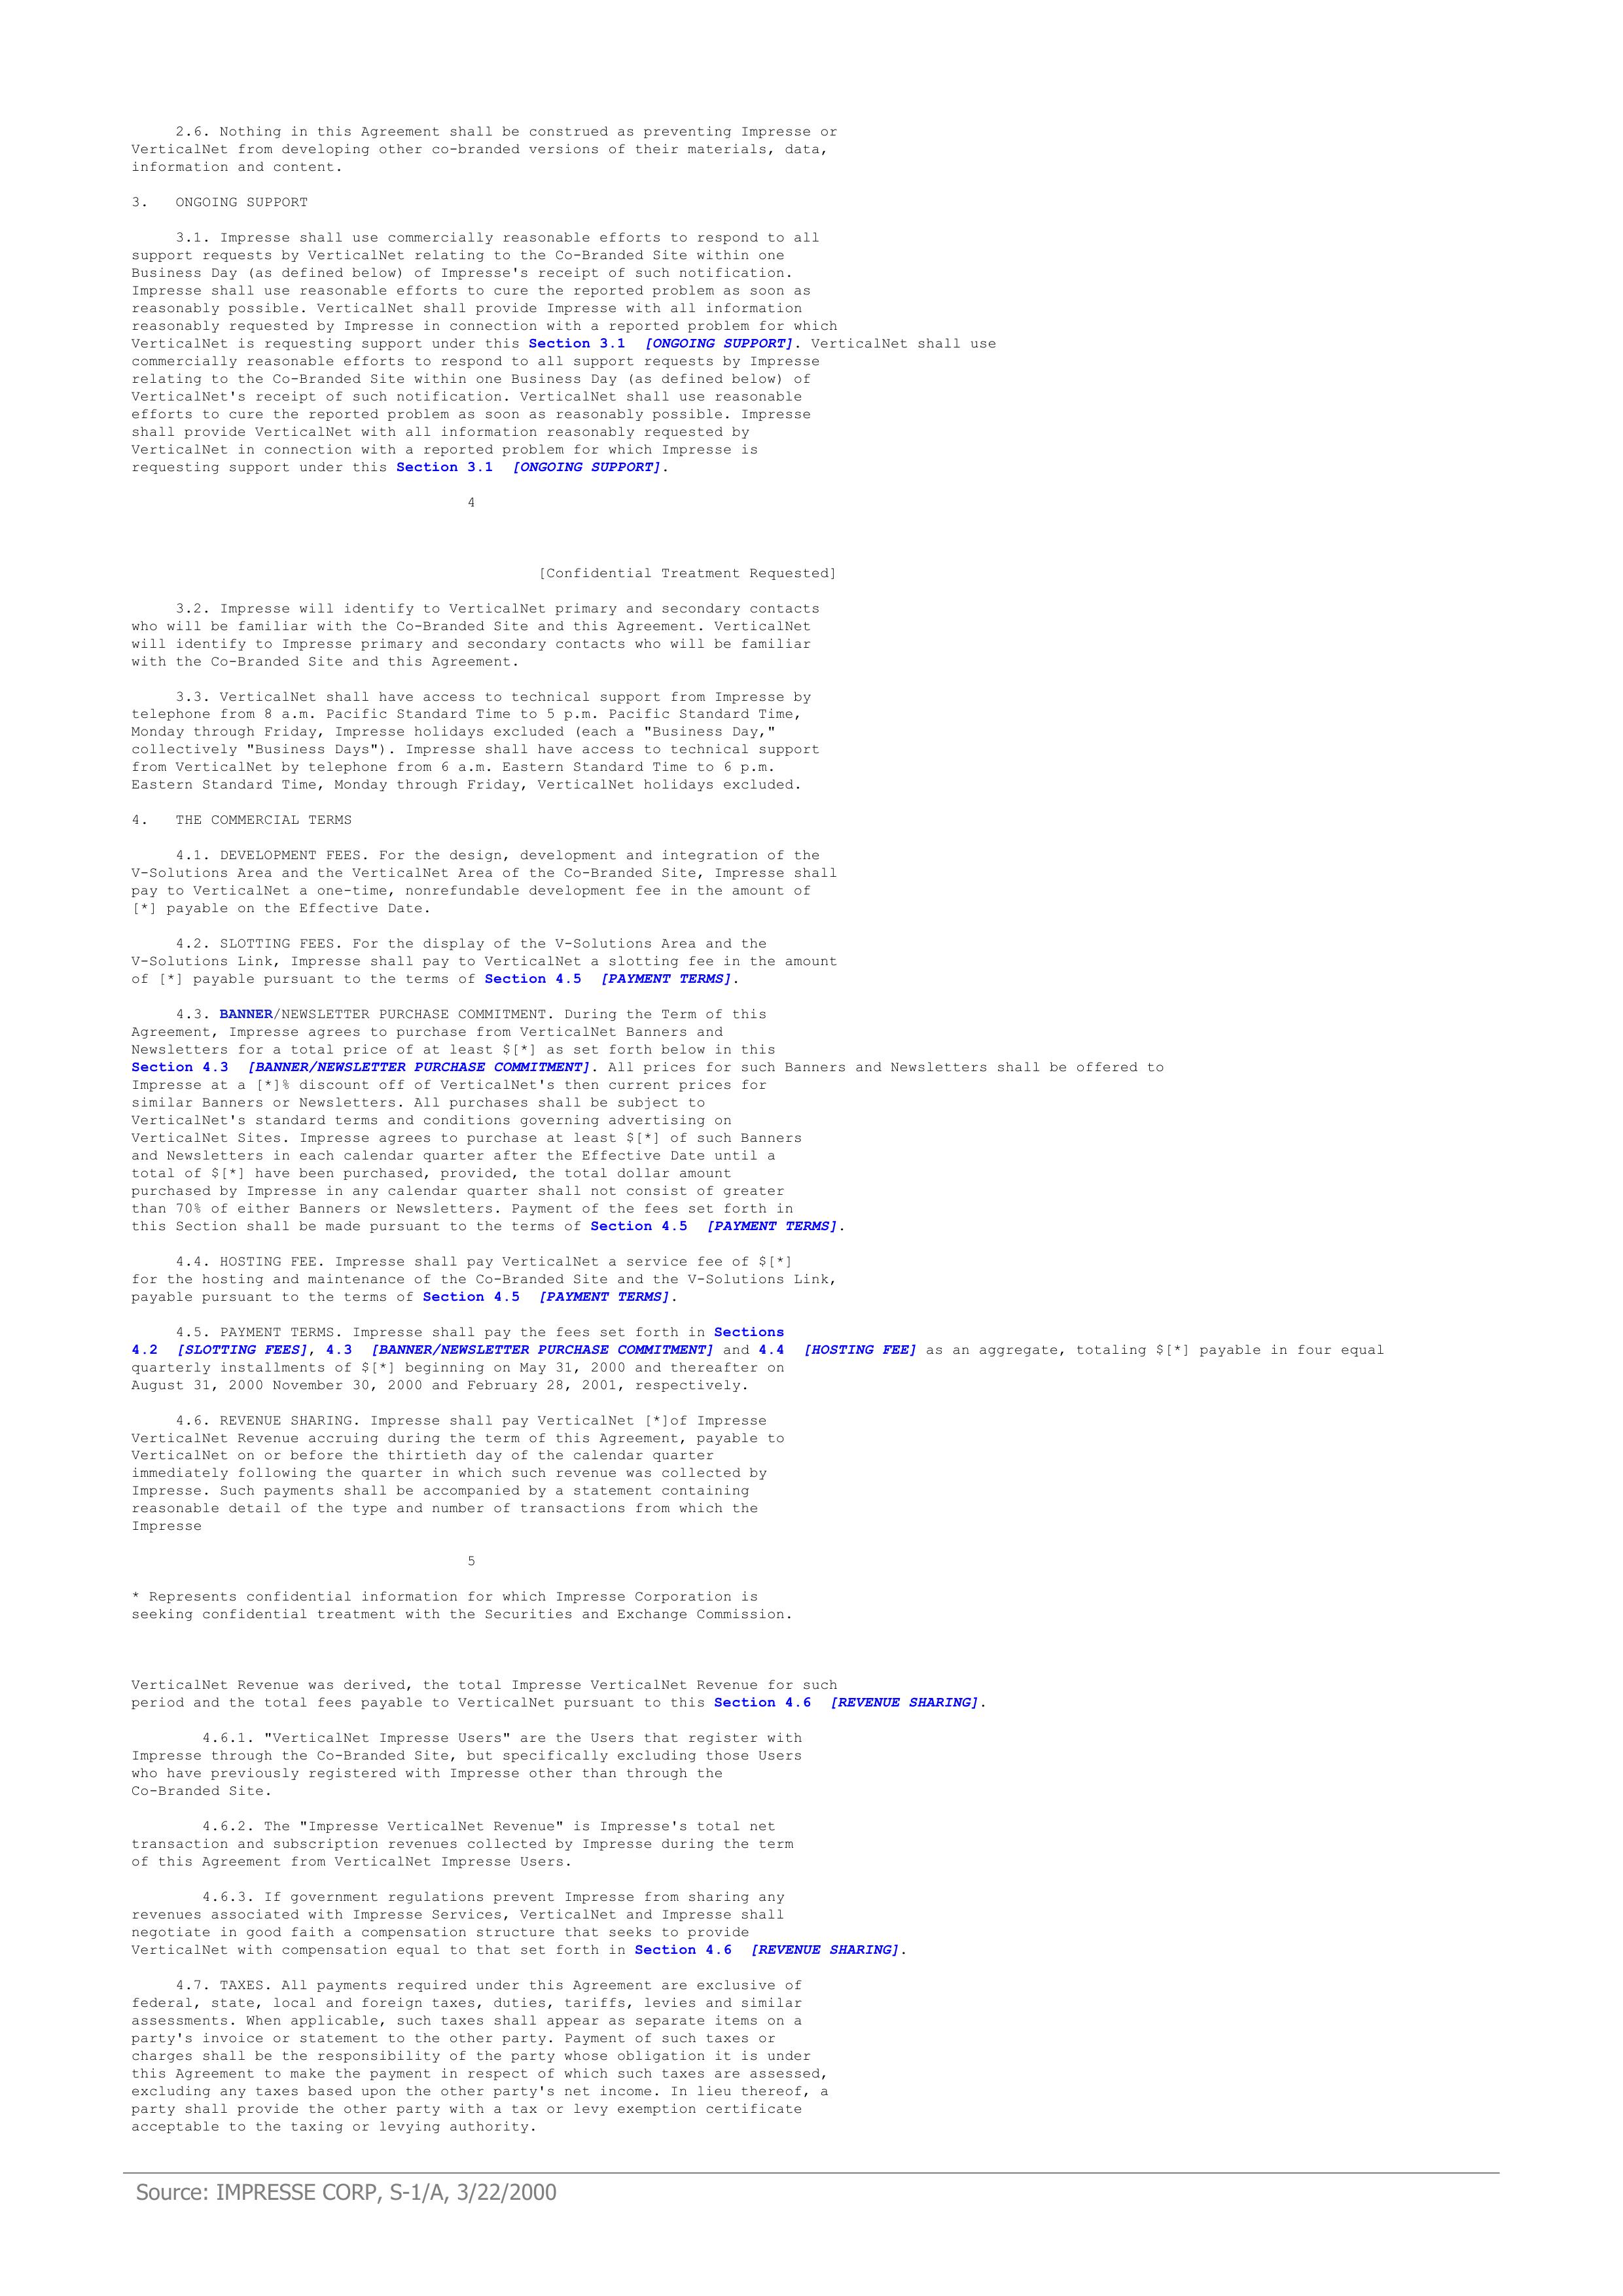 2.6. Nothing in this Agreement shall be construed as preventing Impresse or
VerticalNet from developing other co-branded versions of their materials, data,
information and content.
3. ONGOING SUPPORT
3.1. Impresse shall use commercially reasonable efforts to respond to all
support requests by VerticalNet relating to the Co-Branded Site within one
Business Day (as defined below) of Impresse's receipt of such notification.
Impresse shall use reasonable efforts to cure the reported problem as soon as
reasonably possible. VerticalNet shall provide Impresse with all information
reasonably requested by Impresse in connection with a reported problem for which
VerticalNet is requesting support under this Section 3.1 [ONGOING SUPPORT]. VerticalNet shall use
commercially reasonable efforts to respond to all support requests by Impresse
relating to the Co-Branded Site within one Business Day (as defined below) of
VerticalNet's receipt of such notification. VerticalNet shall use reasonable
efforts to cure the reported problem as soon as reasonably possible. Impresse
shall provide VerticalNet with all information reasonably requested by
VerticalNet in connection with a reported problem for which Impresse is
requesting support under this Section 3.1 [ONGOING SUPPORT].
4
[Confidential Treatment Requested]
3.2. Impresse will identify to VerticalNet primary and secondary contacts
who will be familiar with the Co-Branded Site and this Agreement. VerticalNet
will identify to Impresse primary and secondary contacts who will be familiar
with the Co-Branded Site and this Agreement.
3.3. VerticalNet shall have access to technical support from Impresse by
telephone from 8 a.m. Pacific Standard Time to 5 p.m. Pacific Standard Time,
Monday through Friday, Impresse holidays excluded (each a "Business Day,"
collectively "Business Days"). Impresse shall have access to technical support
from VerticalNet by telephone from 6 a.m. Eastern Standard Time to 6 p.m.
Eastern Standard Time, Monday through Friday, VerticalNet holidays excluded.
4. THE COMMERCIAL TERMS
4.1. DEVELOPMENT FEES. For the design, development and integration of the
V-Solutions Area and the VerticalNet Area of the Co-Branded Site, Impresse shall
pay to VerticalNet a one-time, nonrefundable development fee in the amount of
[*] payable on the Effective Date.
4.2. SLOTTING FEES. For the display of the V-Solutions Area and the
V-Solutions Link, Impresse shall pay to VerticalNet a slotting fee in the amount
of [*] payable pursuant to the terms of Section 4.5 [PAYMENT TERMS].
4.3. BANNER/NEWSLETTER PURCHASE COMMITMENT. During the Term of this
Agreement, Impresse agrees to purchase from VerticalNet Banners and
Newsletters for a total price of at least $[*] as set forth below in this
Section 4.3 [BANNER/NEWSLETTER PURCHASE COMMITMENT]. All prices for such Banners and Newsletters shall be offered to
Impresse at a [*]% discount off of VerticalNet's then current prices for
similar Banners or Newsletters. All purchases shall be subject to
VerticalNet's standard terms and conditions governing advertising on
VerticalNet Sites. Impresse agrees to purchase at least $[*] of such Banners
and Newsletters in each calendar quarter after the Effective Date until a
total of $[*] have been purchased, provided, the total dollar amount
purchased by Impresse in any calendar quarter shall not consist of greater
than 70% of either Banners or Newsletters. Payment of the fees set forth in
this Section shall be made pursuant to the terms of Section 4.5 [PAYMENT TERMS].
4.4. HOSTING FEE. Impresse shall pay VerticalNet a service fee of $[*]
for the hosting and maintenance of the Co-Branded Site and the V-Solutions Link,
payable pursuant to the terms of Section 4.5 [PAYMENT TERMS].
4.5. PAYMENT TERMS. Impresse shall pay the fees set forth in Sections
4.2 [SLOTTING FEES], 4.3 [BANNER/NEWSLETTER PURCHASE COMMITMENT] and 4.4 [HOSTING FEE] as an aggregate, totaling $[*] payable in four equal
quarterly installments of $[*] beginning on May 31, 2000 and thereafter on
August 31, 2000 November 30, 2000 and February 28, 2001, respectively.
4.6. REVENUE SHARING. Impresse shall pay VerticalNet [*]of Impresse
VerticalNet Revenue accruing during the term of this Agreement, payable to
VerticalNet on or before the thirtieth day of the calendar quarter
immediately following the quarter in which such revenue was collected by
Impresse. Such payments shall be accompanied by a statement containing
reasonable detail of the type and number of transactions from which the
Impresse
5
* Represents confidential information for which Impresse Corporation is
seeking confidential treatment with the Securities and Exchange Commission.
VerticalNet Revenue was derived, the total Impresse VerticalNet Revenue for such
period and the total fees payable to VerticalNet pursuant to this Section 4.6 [REVENUE SHARING].
4.6.1. "VerticalNet Impresse Users" are the Users that register with
Impresse through the Co-Branded Site, but specifically excluding those Users
who have previously registered with Impresse other than through the
Co-Branded Site.
4.6.2. The "Impresse VerticalNet Revenue" is Impresse's total net
transaction and subscription revenues collected by Impresse during the term
of this Agreement from VerticalNet Impresse Users.
4.6.3. If government regulations prevent Impresse from sharing any
revenues associated with Impresse Services, VerticalNet and Impresse shall
negotiate in good faith a compensation structure that seeks to provide
VerticalNet with compensation equal to that set forth in Section 4.6 [REVENUE SHARING].
4.7. TAXES. All payments required under this Agreement are exclusive of
federal, state, local and foreign taxes, duties, tariffs, levies and similar
assessments. When applicable, such taxes shall appear as separate items on a
party's invoice or statement to the other party. Payment of such taxes or
charges shall be the responsibility of the party whose obligation it is under
this Agreement to make the payment in respect of which such taxes are assessed,
excluding any taxes based upon the other party's net income. In lieu thereof, a
party shall provide the other party with a tax or levy exemption certificate
acceptable to the taxing or levying authority.
Source: IMPRESSE CORP, S-1/A, 3/22/2000